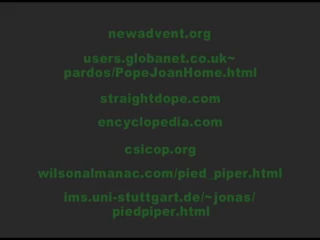 newadvent.org
users.globanet.co.uk~
pardos/PopeJoanHome.html
straightdope.com
encyclopedia.com
csicop.org
wilsonalmanac.com/pied_piper.html
ims.uni-stuttgart.de/~jonas/
piedpiper.html